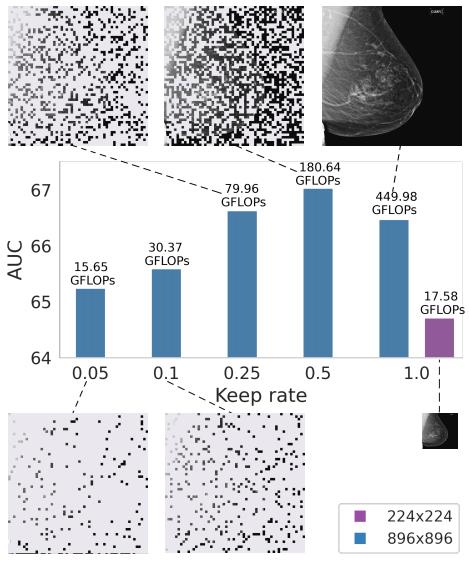 180.64
GFLOPs
79.96
GFLOPs
449.98
GFLOPs
67
66
AUC
15.65
GFLOPs
30.37
GFLOPs
17.58
GFLOPs
65
64
0.05 0.1 0.25 0.5 1.0
Keep rate
224x224
896x896